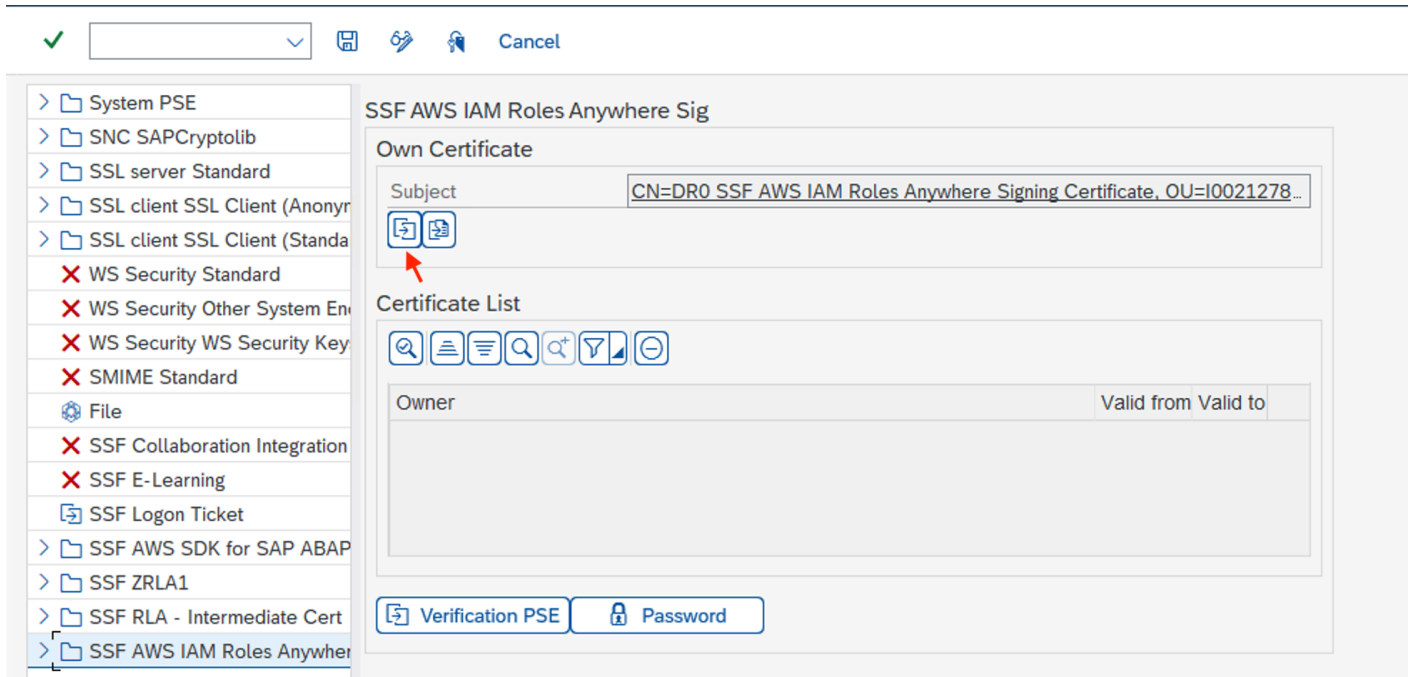 Cancel
System PSE
SNC SAPCryptolib
SSL server Standard
SSL client SSL Client (Anonyr
SSL client SSL Client (Standa
WS Security Standard
WS Security Other System En
WS Security WS Security Key
SMIME Standard
File
SSF Collaboration Integration
SSF E-Learning
SSF Logon Ticket
SSF AWS SDK for SAP ABAP
SSF ZRLA1
SSF RLA - Intermediate Cert
SSF AWS IAM Roles Anywher
SSF AWS IAM Roles Anywhere Sig
Own Certificate
Subject CN=DR0 SSF AWS IAM Roles Anywhere Signing Certificate, OU=I0021278...
Certificate List
Owner Valid from Valid to
Verification PSE Password